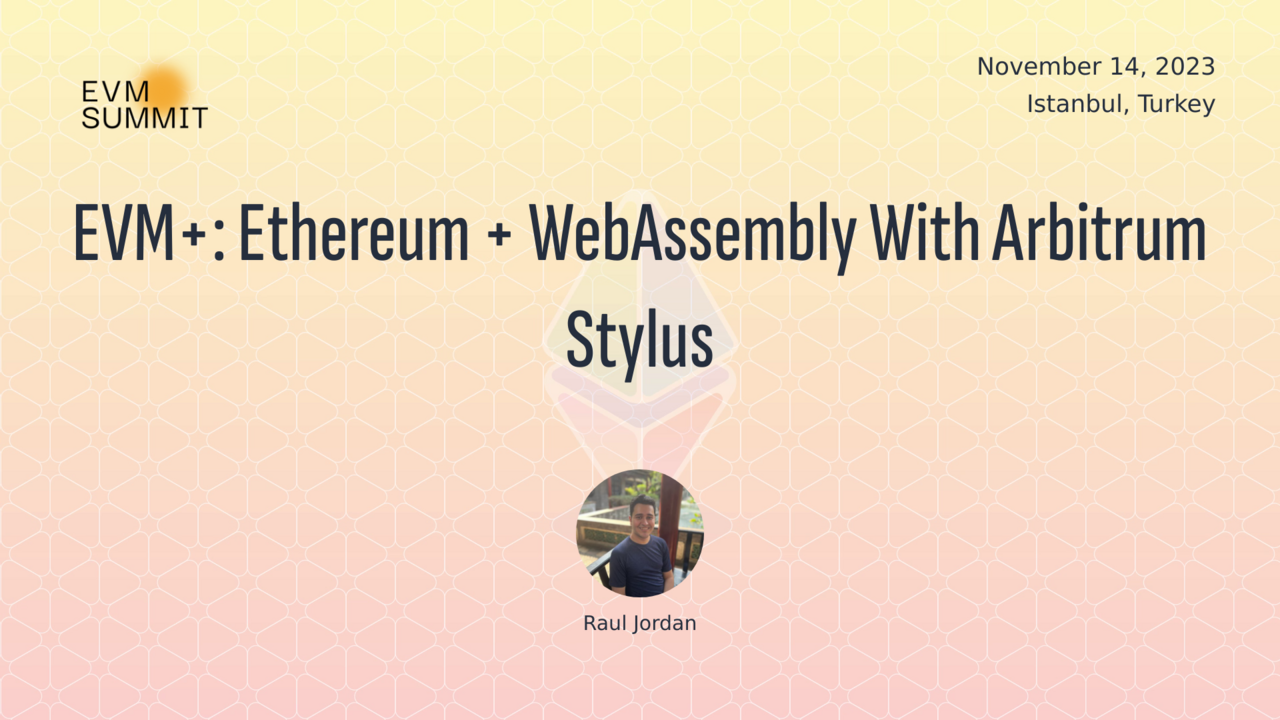 EVM
SUMMIT
November 14, 2023
Istanbul, Turkey
EVM+: Ethereum + WebAssembly With Arbitrum
Stylus
Raul Jordan